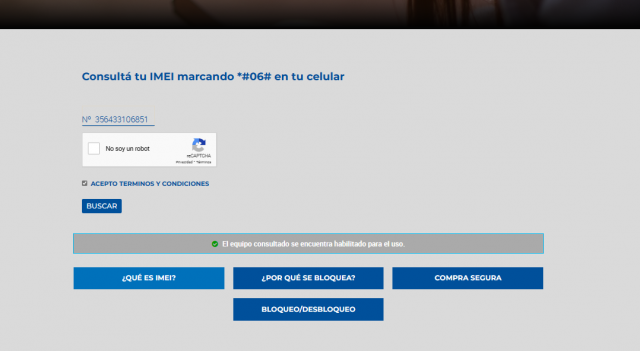 Consultá tu IMEI marcando *#06# en tu celular
Nº 356433106851
No soy un robot
reCAPTCHA
Privacidad - Términos
ACEPTO TERMINOS Y CONDICIONES
BUSCAR
El equipo consultado se encuentra habilitado para el uso.
¿QUÉ ES IMEI?
¿POR QUÉ SE BLOQUEA?
COMPRA SEGURA
BLOQUEO/DESBLOQUEO